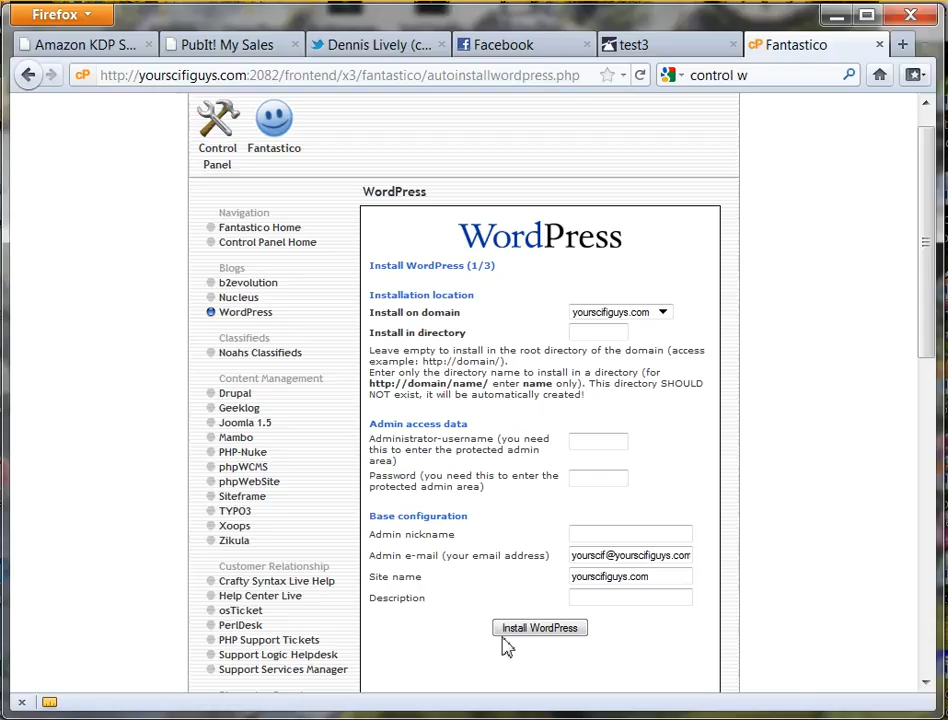 Firefox
Amazon KDP S...
PubIt! My Sales
Dennis Lively (c...
Facebook
test3
Fantastico
http://yourscifiguys.com:2082/frontend/x3/fantastico/autoinstallwordpress.php
control w
Control
Panel
Fantastico
WordPress
Navigation
Fantastico Home
Control Panel Home
Blogs
b2evolution
Nucleus
WordPress
Classifieds
Noahs Classifieds
Content Management
Drupal
Geeklog
Joomla 1.5
Mambo
PHP-Nuke
phpWCMS
phpWebSite
Siteframe
TYPO3
Xoops
Zikula
Customer Relationship
Crafty Syntax Live Help
Help Center Live
osTicket
PerlDesk
PHP Support Tickets
Support Logic Helpdesk
Support Services Manager
WordPress
Install WordPress (1/3)
Installation location
Install on domain yourscifiguys.com
Install in directory
Leave empty to install in the root directory of the domain (access
example: http://domain/).
Enter only the directory name to install in a directory (for
http://domain/name/ enter name only). This directory SHOULD
NOT exist, it will be automatically created!
Admin access data
Administrator-username (you need
this to enter the protected admin
area)
Password (you need this to enter the
protected admin area)
Base configuration
Admin nickname
Admin e-mail (your email address) yourscif@yourscifiguys.com
Site name yourscifiguys.com
Description
Install WordPress